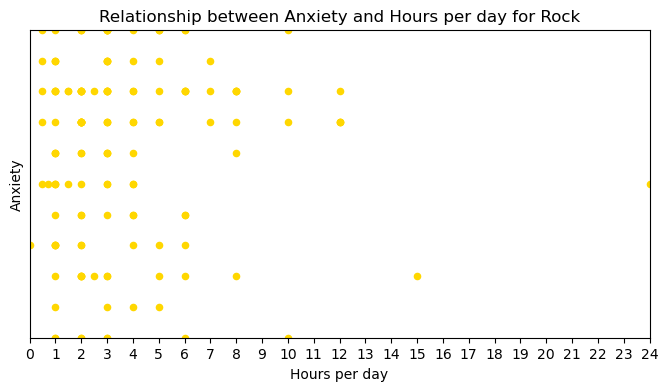 Relationship between Anxiety and Hours per day for Rock
Anxiety
0 1 2 3 4 5 6 7 8 9 10 11 12 13 14 15 16 17 18 19 20 21 22 23 24
Hours per day